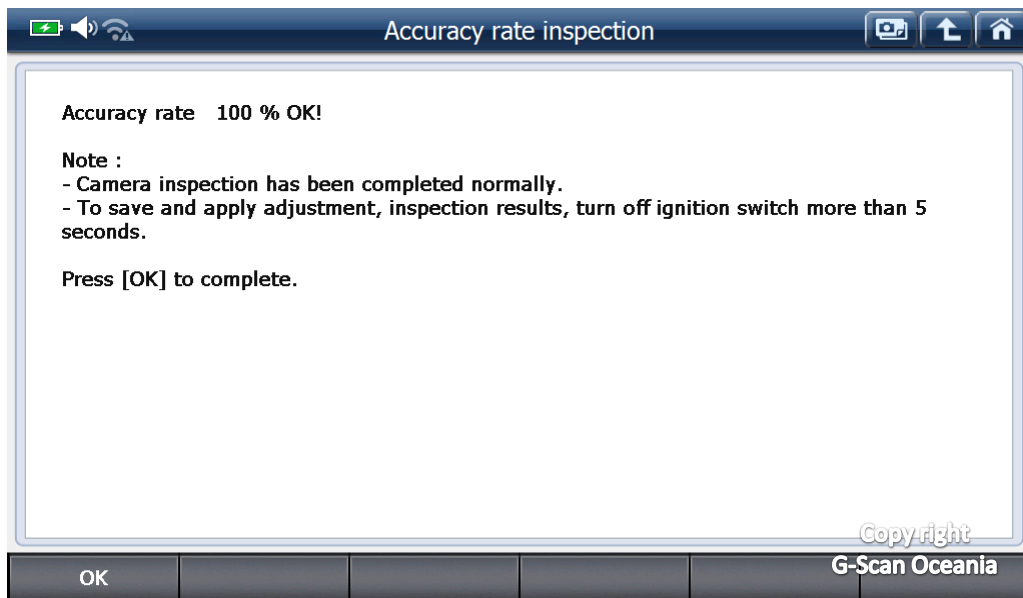 Accuracy rate inspection
Accuracy rate 100 % OK!
Note :
- Camera inspection has been completed normally.
- To save and apply adjustment, inspection results, turn off ignition switch more than 5
seconds.
Press [OK] to complete.
Copy right
G-Scan Oceania
OK